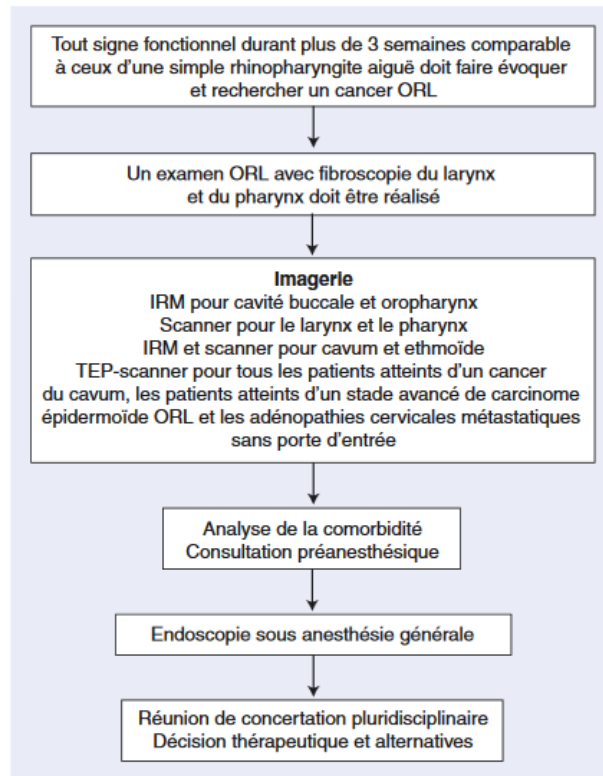 Tout signe fonctionnel durant plus de 3 semaines comparable
à ceux d'une simple rhinopharyngite aiguë doit faire évoquer
et rechercher un cancer ORL
Un examen ORL avec fibroscopie du larynx
et du pharynx doit être réalisé
Imagerie
IRM pour cavité buccale et oropharynx
Scanner pour le larynx et le pharynx
IRM et scanner pour cavum et ethmoïde
TEP-scanner pour tous les patients atteints d'un cancer
du cavum, les patients atteints d'un stade avancé de carcinome
épidermoïde ORL et les adénopathies cervicales métastatiques
sans porte d'entrée
Analyse de la comorbidité
Consultation préanesthésique
Endoscopie sous anesthésie générale
Réunion de concertation pluridisciplinaire
Décision thérapeutique et alternatives